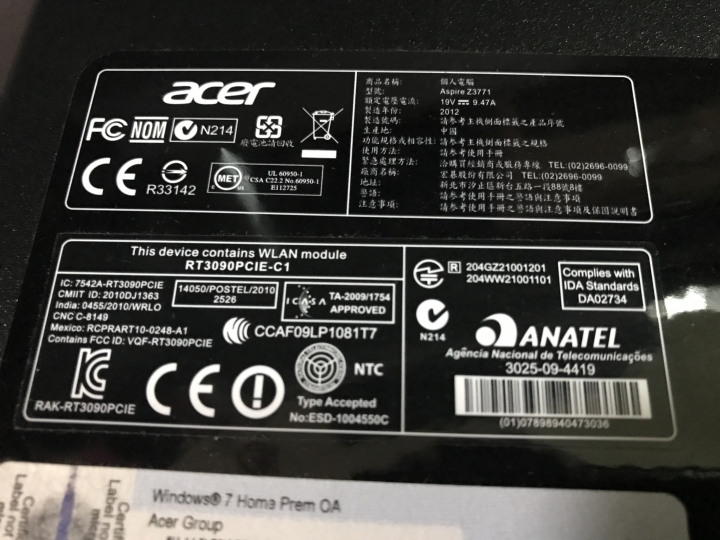 acer
FC NOM N214
廢電池請回收
CE R33142
MET C US
UL 60950-1
CSA C22.2 No.60950-1
E112725
商品名稱: 個人電腦
型號: Aspire Z3771
額定電壓電流: 19V 9.47A
製造年份: 2012
製造號碼: 請參考主機側面標籤之產品序號
生產地: 中國
功能規格或相容性: 請參考主機側面標籤之規格
使用方法: 請參考使用手冊
緊急處理方法: 洽購買經銷商或服務專線 TEL:(02)2696-0099
廠商名稱: 宏碁股份有限公司 TEL:(02)2696-0099
地址: 新北市汐止區新台五路一段88號8樓
警語: 請參考使用手冊之警語與注意事項
注意事項: 請參考使用手冊之警語與注意事項及保固說明書
This device contains WLAN module
RT3090PCIE-C1
IC: 7542A-RT3090PCIE
CMIIT ID: 2010DJ1363
India: 0455/2010/WRLO
CNC C-8149
Mexico: RCPRART10-0248-A1
Contains FCC ID: VQF-RT3090PCIE
14050/POSTEL/2010
2526
ICASA TA-2009/1754
APPROVED
CCAF09LP1081T7
RAK-RT3090PCIE
CE
NTC
Type Accepted
No:ESD-1004550C
R 204GZ21001201
204WW21001101
Complies with
IDA Standards
DA02734
N214
ANATEL
Agência Nacional de Telecomunicações
3025-09-4419
(01)07898940473036
Windows® 7 Home Prem OA
Acer Group